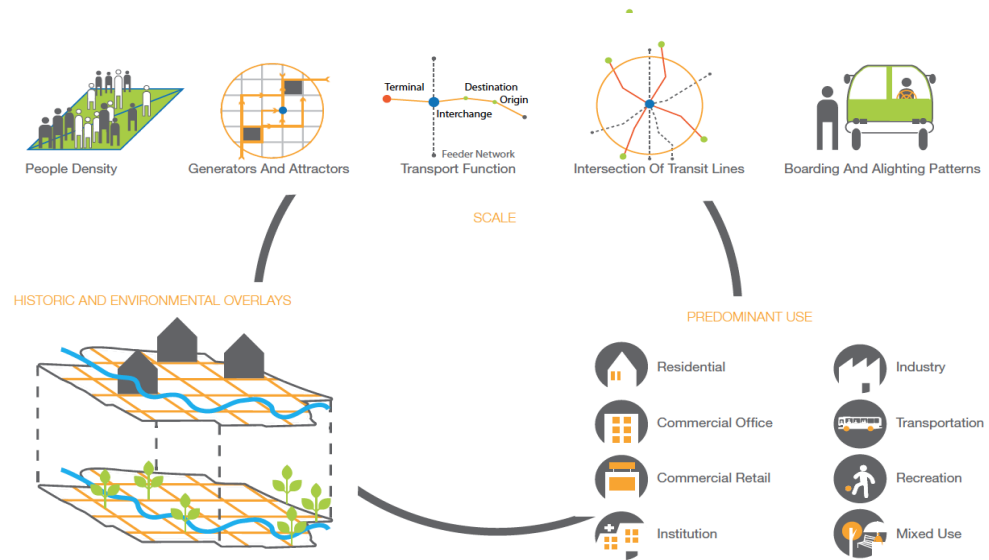 Terminal
Destination
Origin
Interchange
Feeder Network
People Density
Generators And Attractors
Transport Function
Intersection Of Transit Lines
Boarding And Alighting Patterns
SCALE
HISTORIC AND ENVIRONMENTAL OVERLAYS
PREDOMINANT USE
Residential
Industry
Commercial Office
Transportation
Commercial Retail
Recreation
Institution
Mixed Use